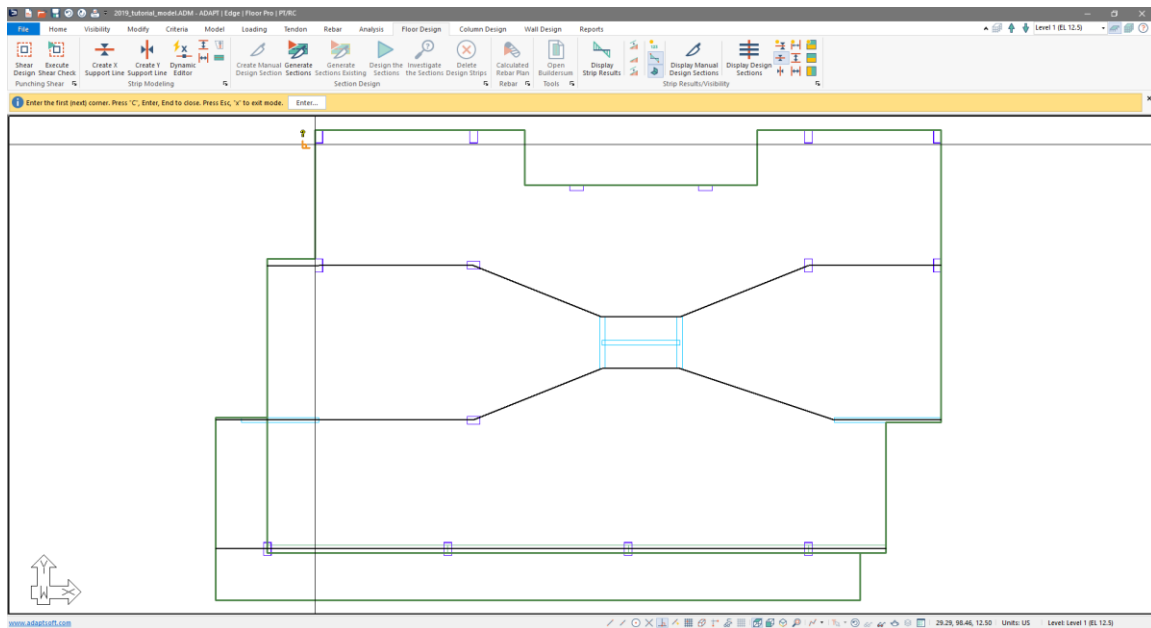 2019_tutorial_model.ADM - ADAPT | Edge | Floor Pro | PT/RC
File Home Visibility Modify Criteria Model Loading Tendon Rebar Analysis Floor Design Column Design Wall Design Reports Level 1 (EL 12.5)
Shear Execute Create X Create Y Dynamic Create Manual Generate Generate Design the Investigate Delete Calculated Open Display Display Manual Display Design
Design Shear Check Support Line Support Line Editor Design Section Sections Sections Existing Sections the Sections Design Strips Rebar Plan Buildersum Strip Results Design Sections Sections
Punching Shear Strip Modeling Section Design Rebar Tools Strip Results/Visibility
Enter the first (next) corner. Press 'C', Enter, End to close. Press Esc, 'x' to exit mode. Enter...
Y
W X
www.adaptsoft.com 29.29, 98.46, 12.50 Units: US Level: Level 1 (EL 12.5)